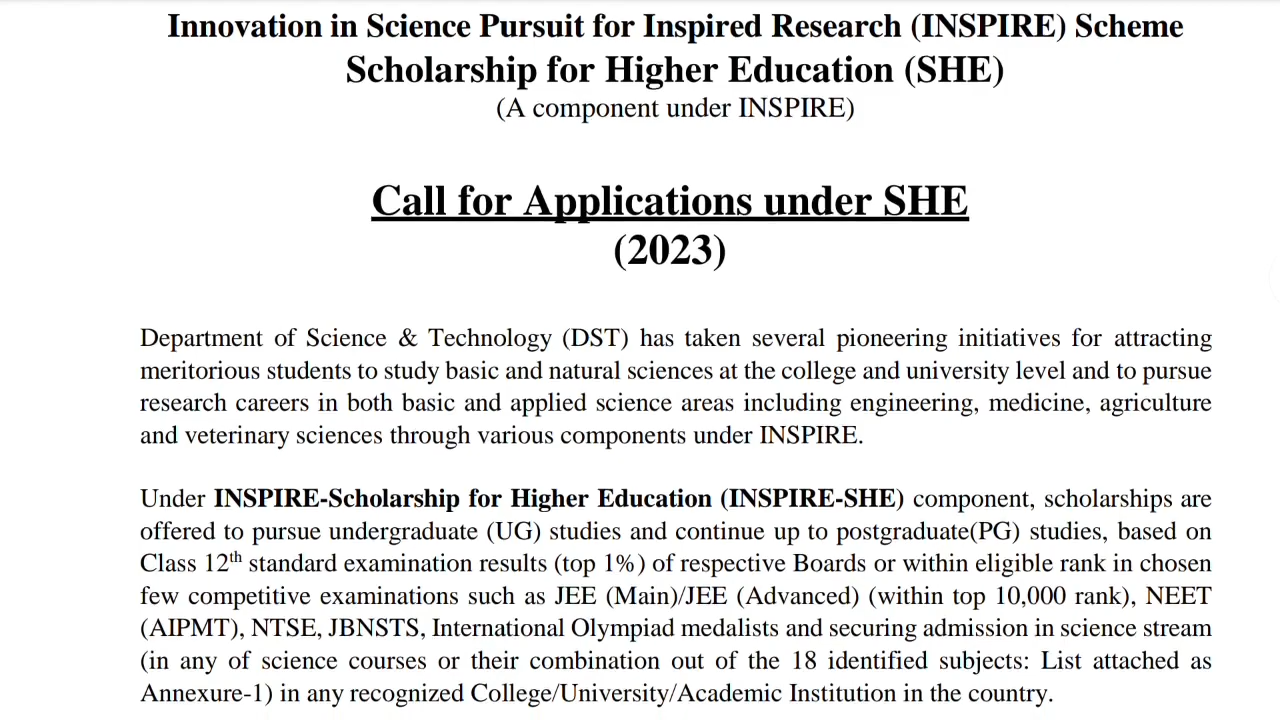 Innovation in Science Pursuit for Inspired Research (INSPIRE) Scheme
Scholarship for Higher Education (SHE)
(A component under INSPIRE)
Call for Applications under SHE
(2023)
Department of Science & Technology (DST) has taken several pioneering initiatives for attracting
meritorious students to study basic and natural sciences at the college and university level and to pursue
research careers in both basic and applied science areas including engineering, medicine, agriculture
and veterinary sciences through various components under INSPIRE.
Under INSPIRE-Scholarship for Higher Education (INSPIRE-SHE) component, scholarships are
offered to pursue undergraduate (UG) studies and continue up to postgraduate(PG) studies, based on
Class 12th standard examination results (top 1%) of respective Boards or within eligible rank in chosen
few competitive examinations such as JEE (Main)/JEE (Advanced) (within top 10,000 rank), NEET
(AIPMT), NTSE, JBNSTS, International Olympiad medalists and securing admission in science stream
(in any of science courses or their combination out of the 18 identified subjects: List attached as
Annexure-1) in any recognized College/University/Academic Institution in the country.